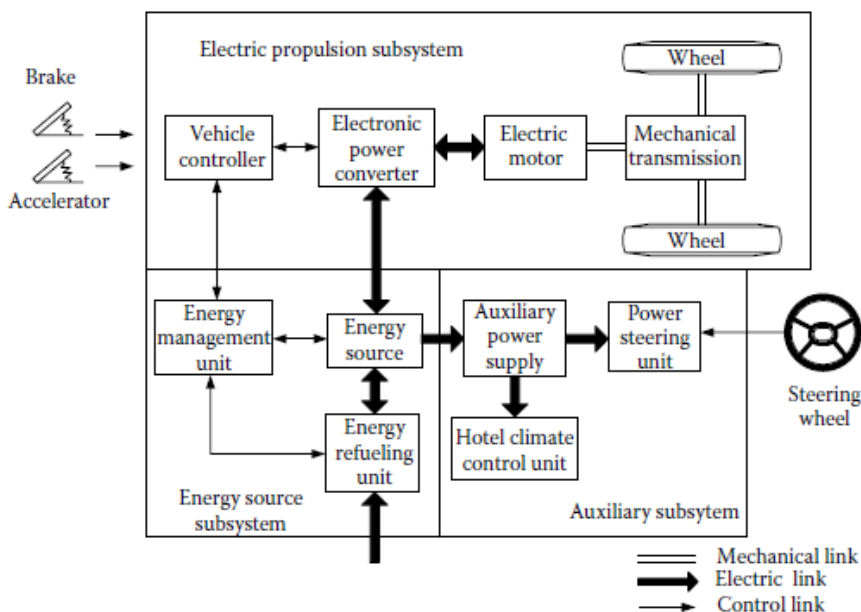 Electric propulsion subsystem
Wheel
Brake
Vehicle
controller
Electronic
power
converter
Electric
motor
Mechanical
transmission
Accelerator
Wheel
Energy
management
unit
Energy
source
Auxiliary
power
supply
Power
steering
unit
Steering
wheel
Energy
refueling
unit
Hotel climate
control unit
Energy source
subsystem
Auxiliary subsytem
Mechanical link
Electric link
Control link